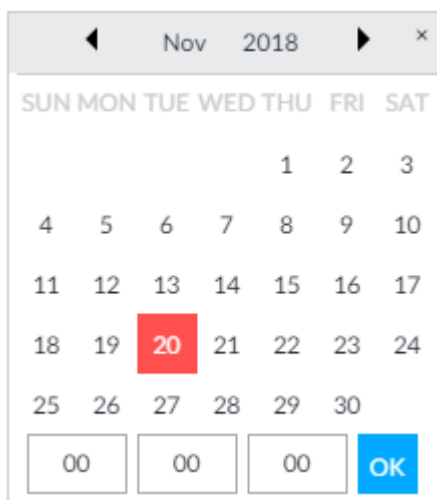 Nov 2018 ×
SUN MON TUE WED THU FRI SAT
1 2 3
4 5 6 7 8 9 10
11 12 13 14 15 16 17
18 19 20 21 22 23 24
25 26 27 28 29 30
00 00 00 OK